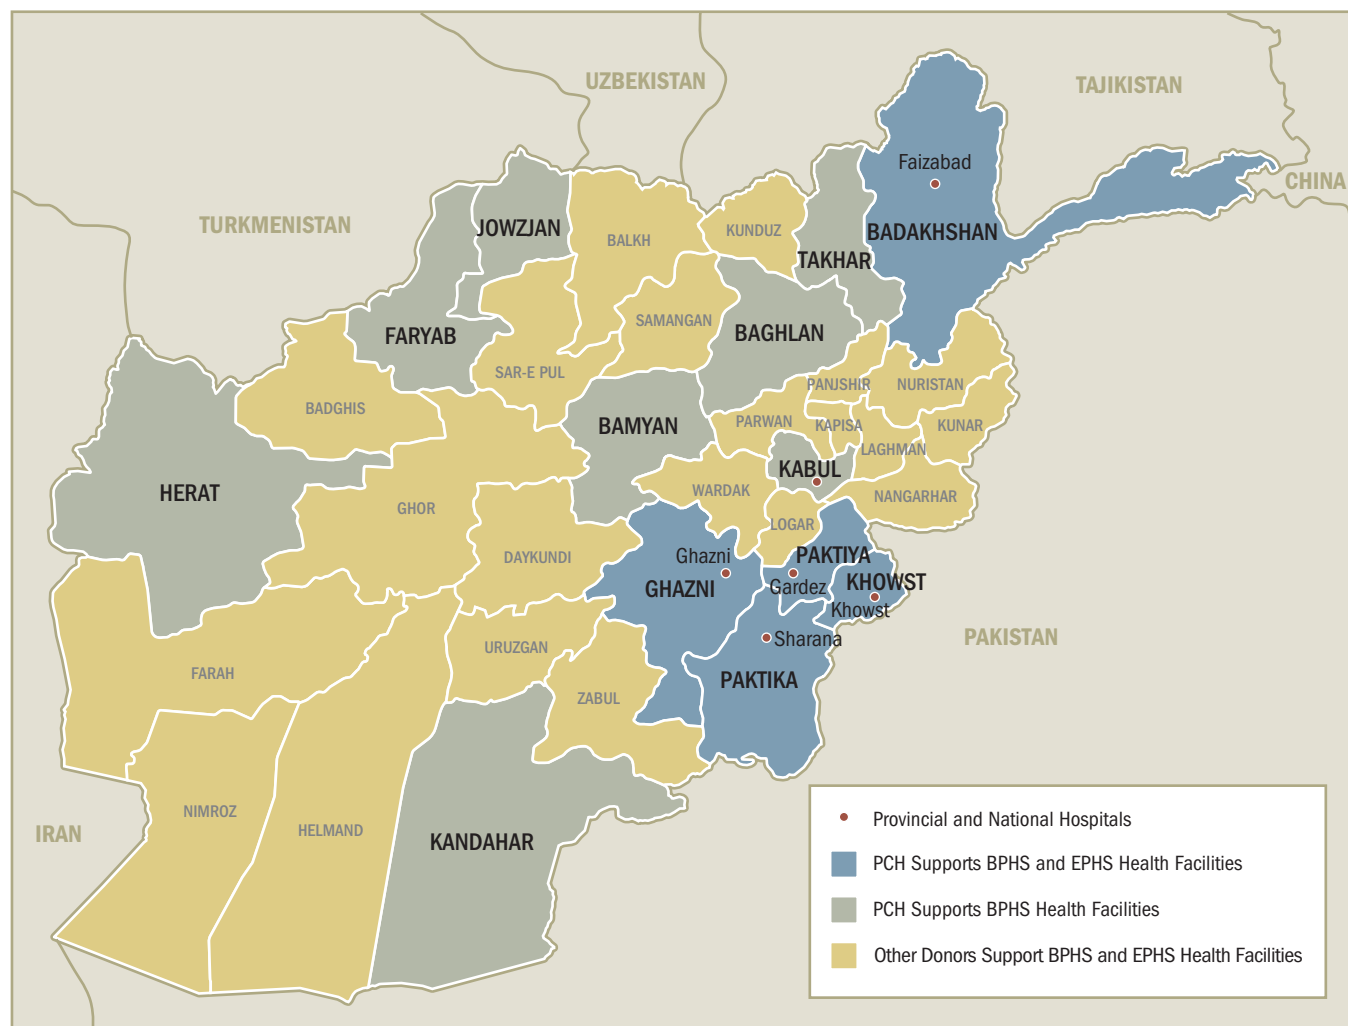 UZBEKISTAN
TAJIKISTAN
Faizabad
CHINA
TURKMENISTAN
JOWZJAN
BALKH
KUNDUZ
BADAKHSHAN
TAKHAR
SAMANGAN
FARYAB
BAGHLAN
SAR-E PUL
PANJSHIR
NURISTAN
BADGHIS
BAMYAN
PARWAN
KAPISA
KUNAR
LAGHMAN
KABUL
HERAT
WARDAK
NANGARHAR
GHOR
LOGAR
DAYKUNDI
Ghazni
PAKTIYA
GHAZNI
Gardez
KHOWST
Khowst
URUZGAN
Sharana
PAKISTAN
FARAH
PAKTIKA
ZABUL
NIMROZ
HELMAND
IRAN
KANDAHAR
Provincial and National Hospitals
PCH Supports BPHS and EPHS Health Facilities
PCH Supports BPHS Health Facilities
Other Donors Support BPHS and EPHS Health Facilities